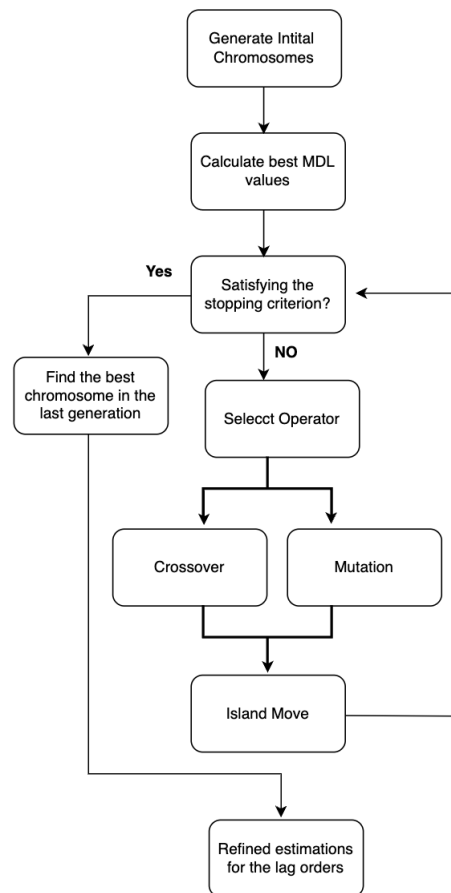 Generate Intital
Chromosomes
Calculate best MDL
values
Yes
Satisfying the
stopping criterion?
NO
Find the best
chromosome in the
last generation
Selecct Operator
Crossover
Mutation
Island Move
Refined estimations
for the lag orders